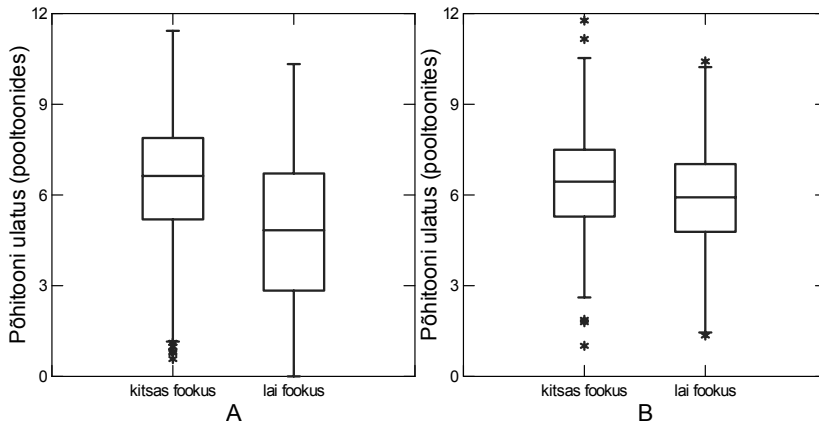 Põhitooni ulatus (pooltoonides)
12
9
6
3
0
kitsas fookus
lai fookus
A
Põhitooni ulatus (pooltoonites)
12
9
6
3
0
kitsas fookus
lai fookus
B